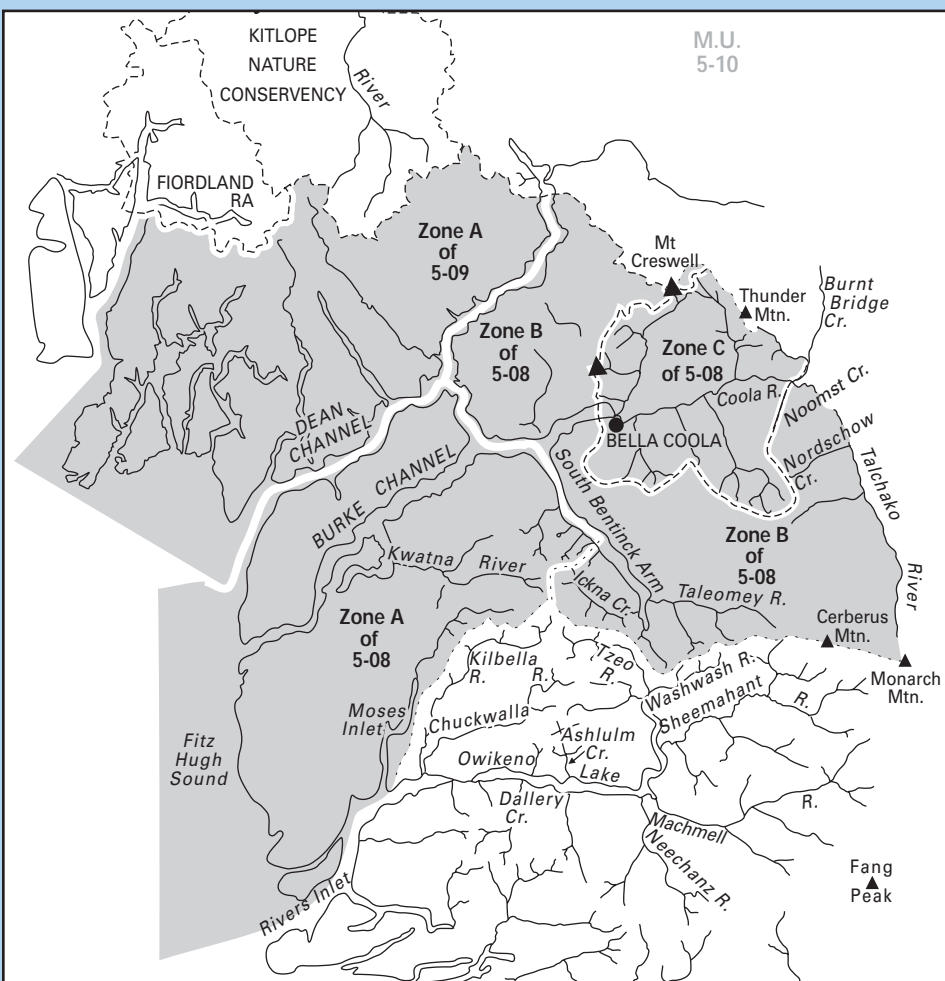 KITLOPE
NATURE
CONSERVENCY
River
M.U.
5-10
FIORDLAND
RA
Zone A
of
5-09
Mt
Creswell
Thunder
Mtn.
Burnt
Bridge
Cr.
Zone B
of
5-08
Zone C
of 5-08
Coola R.
Noomst Cr.
DEAN
CHANNEL
BELLA COOLA
Nordschow
Cr.
BURKE CHANNEL
South Bentinck Arm
Talchako
River
Zone B
of
5-08
Kwatna River
Ickna Cr.
Taleomey R.
Zone A
of
5-08
Cerberus
Mtn.
Kilbella
R.
R.
Tzeo
R.
Washwash R.
Monarch
Mtn.
Sheemahant
R.
Moses
Inlet
Chuckwalla
Ashlulm
Cr.
Fitz
Hugh
Sound
Owikeno
Lake
Dallery
Cr.
R.
Machmell
Neechanz R.
Fang
Peak
Rivers Inlet